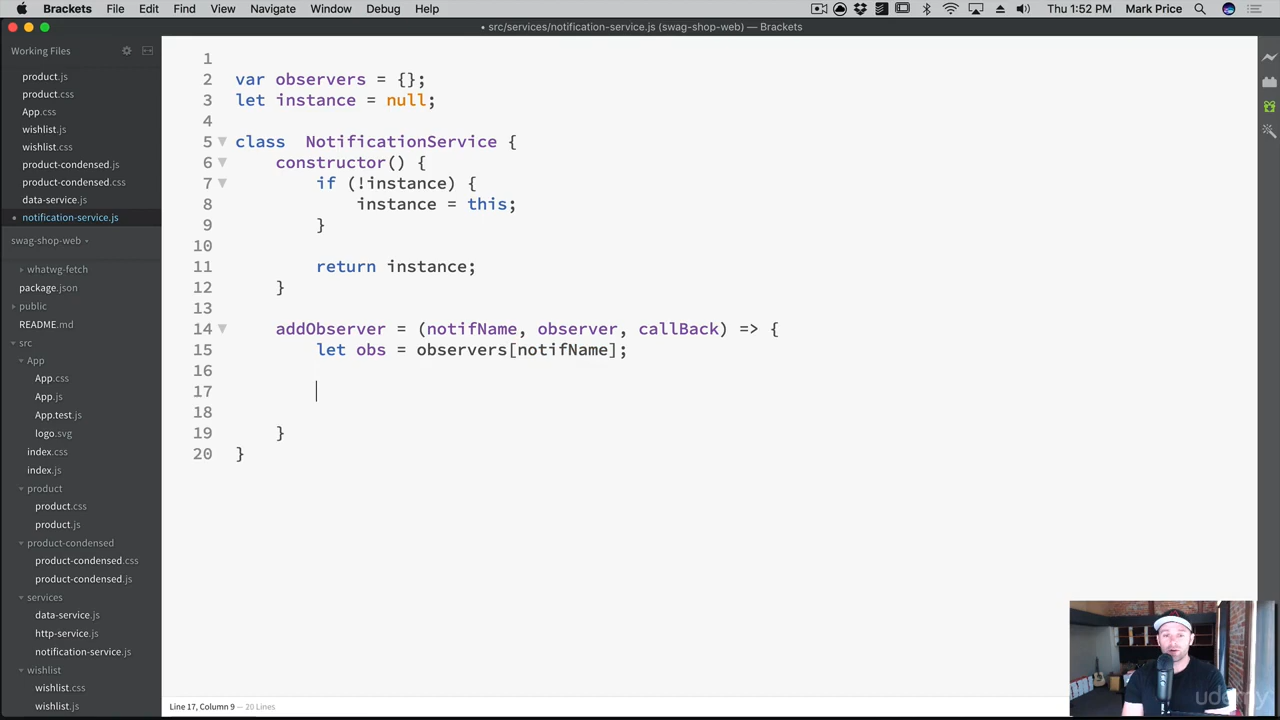 Brackets File Edit Find View Navigate Window Debug Help Thu 1:52 PM Mark Price
• src/services/notification-service.js (swag-shop-web) — Brackets
Working Files
product.js
product.css
App.css
wishlist.js
wishlist.css
product-condensed.js
product-condensed.css
data-service.js
notification-service.js
swag-shop-web
whatwg-fetch
package.json
public
README.md
src
App
App.css
App.js
App.test.js
logo.svg
index.css
index.js
product
product.css
product.js
product-condensed
product-condensed.css
product-condensed.js
services
data-service.js
http-service.js
notification-service.js
wishlist
wishlist.css
wishlist.js
1
2 var observers = {};
3 let instance = null;
4
5 class  NotificationService {
6 constructor() {
7 if (!instance) {
8 instance = this;
9 }
10
11 return instance;
12 }
13
14 addObserver = (notifName, observer, callBack) => {
15 let obs = observers[notifName];
16
17
18
19 }
20 }
Line 17, Column 9 — 20 Lines
udemy